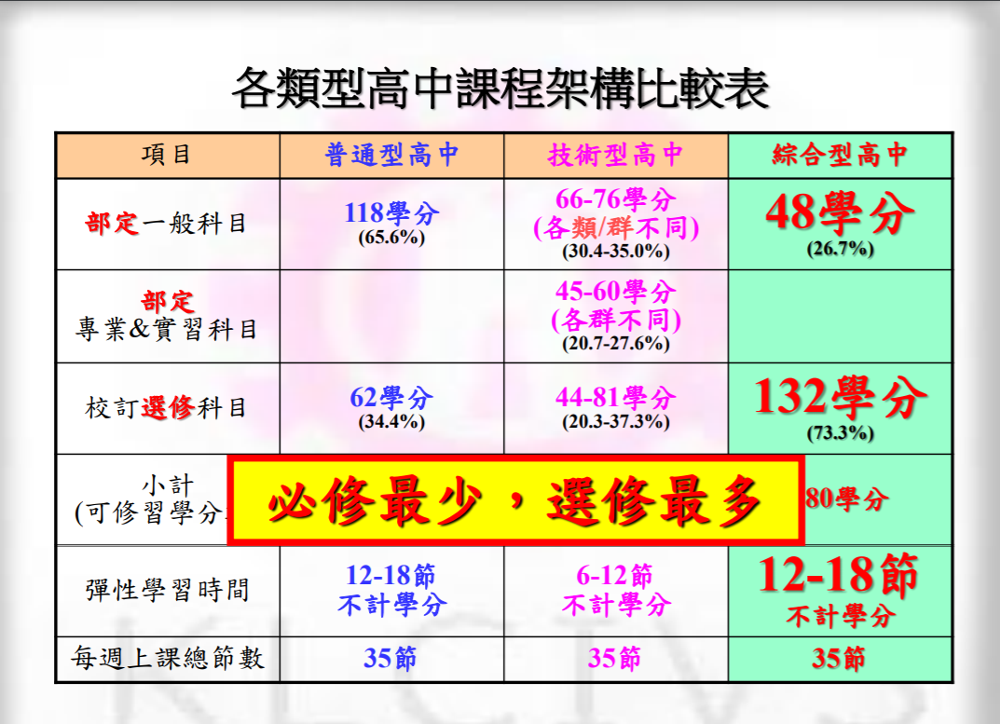 各類型高中課程架構比較表
項目
普通型高中
技術型高中
綜合型高中
部定一般科目
118學分
(65.6%)
66-76學分
(各類/群不同)
(30.4-35.0%)
48學分
(26.7%)
部定
專業&實習科目
45-60學分
(各群不同)
(20.7-27.6%)
校訂選修科目
62學分
(34.4%)
44-81學分
(20.3-37.3%)
132學分
(73.3%)
小計
(可修習學分
必修最少，選修最多
80學分
彈性學習時間
12-18節
不計學分
6-12節
不計學分
12-18節
不計學分
每週上課總節數
35節
35節
35節